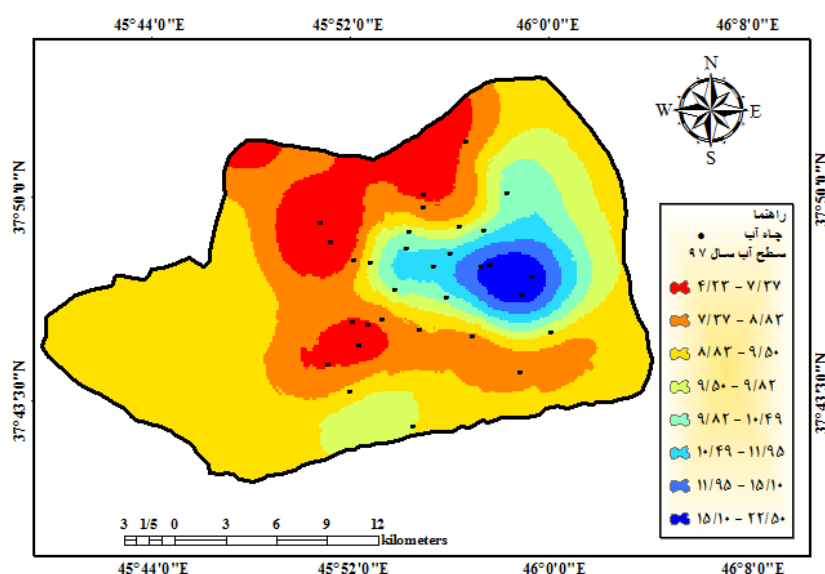 45°44'0"E 45°52'0"E 46°0'0"E 46°8'0"E
N
W E
S
37°50'0"N 37°50'0"N
راهنما
چاه آب
سطح آب سال ۹۷
۴/۲۳ - ۷/۳۷
۷/۳۷ - ۸/۸۳
۸/۸۳ - ۹/۵۰
۹/۵۰ - ۹/۸۲
۹/۸۲ - ۱۰/۴۹
۱۰/۴۹ - ۱۱/۹۵
۱۱/۹۵ - ۱۵/۱۰
۱۵/۱۰ - ۲۲/۵۰
37°43'30"N 37°43'30"N
3 1/5 0 3 6 9 12
kilometers
45°44'0"E 45°52'0"E 46°0'0"E 46°8'0"E